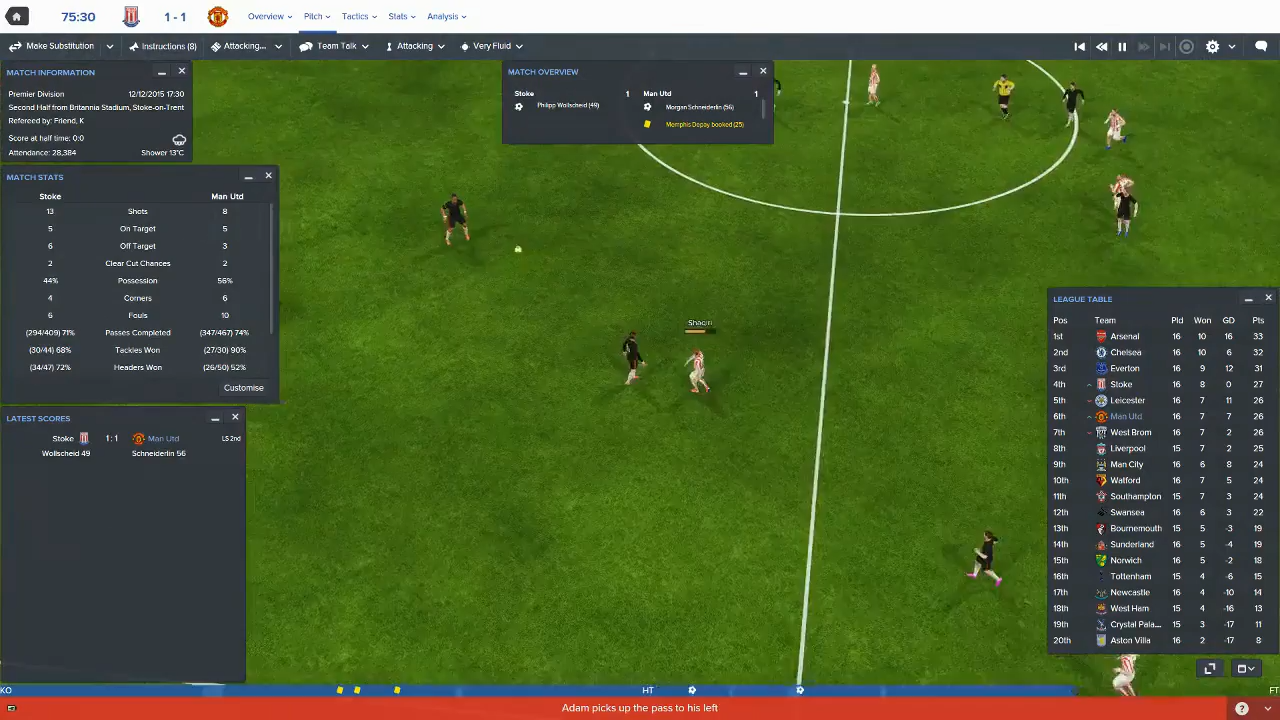 75:30 1 - 1 Overview Pitch Tactics Stats Analysis
Make Substitution Instructions (8) Attacking... Team Talk Attacking Very Fluid
MATCH INFORMATION
Premier Division 12/12/2015 17:30
Second Half from Britannia Stadium, Stoke-on-Trent
Refereed by: Friend, K
Score at half time: 0:0
Attendance: 28,384 Shower 13°C
MATCH OVERVIEW
Stoke 1 Man Utd 1
Philipp Wollscheid (49) Morgan Schneiderlin (56)
Memphis Depay booked (25)
MATCH STATS
Stoke Man Utd
13 Shots 8
5 On Target 5
6 Off Target 3
2 Clear Cut Chances 2
44% Possession 56%
4 Corners 6
6 Fouls 10
(294/409) 71% Passes Completed (347/467) 74%
(30/44) 68% Tackles Won (27/30) 90%
(34/47) 72% Headers Won (26/50) 52%
Customise
LATEST SCORES
Stoke 1:1 Man Utd LS 2nd
Wollscheid 49 Schneiderlin 56
Shaqiri
LEAGUE TABLE
Pos Team Pld Won GD Pts
1st Arsenal 16 10 16 33
2nd Chelsea 16 10 6 32
3rd Everton 16 9 12 31
4th Stoke 16 8 0 27
5th Leicester 16 7 11 26
6th Man Utd 16 7 7 26
7th West Brom 16 7 2 26
8th Liverpool 15 7 2 25
9th Man City 16 6 8 24
10th Watford 16 7 5 24
11th Southampton 15 7 3 24
12th Swansea 16 6 3 22
13th Bournemouth 15 5 -3 19
14th Sunderland 16 5 -4 19
15th Norwich 16 5 -2 18
16th Tottenham 15 4 -6 15
17th Newcastle 16 4 -10 14
18th West Ham 15 4 -16 13
19th Crystal Pala... 15 3 -17 11
20th Aston Villa 16 2 -17 8
KO HT FT
Adam picks up the pass to his left